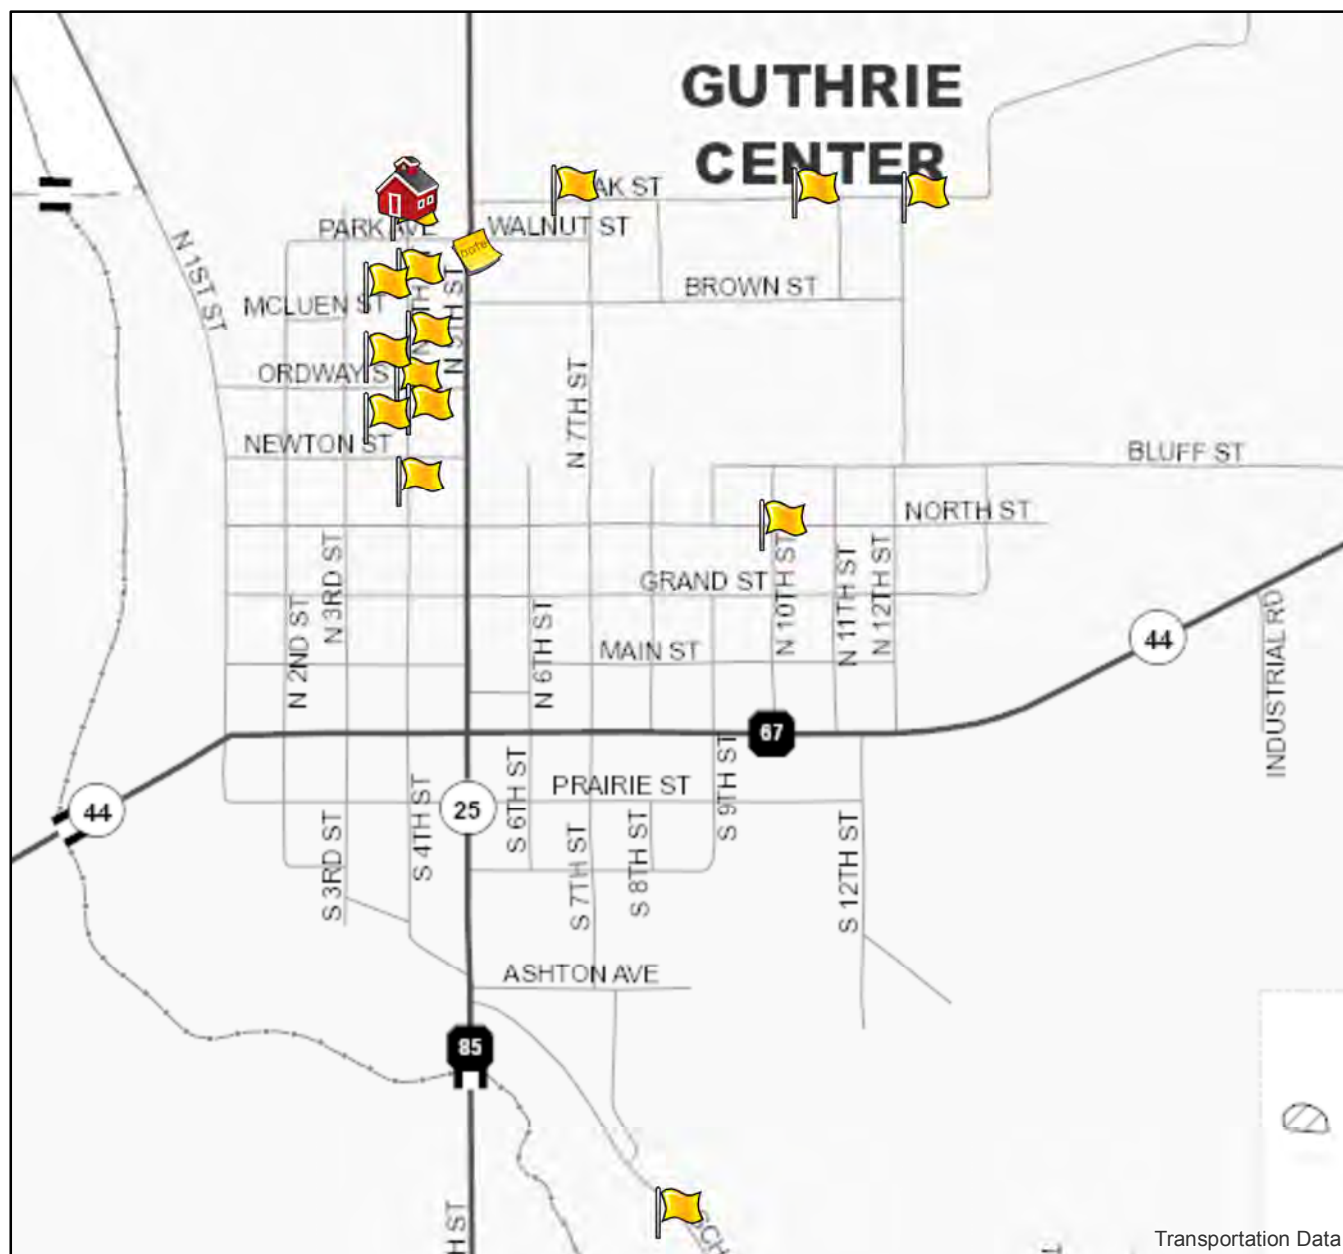 GUTHRIE
CENTER
AK ST
PARK AVE
WALNUT ST
note
N 1ST ST
MCLUEN ST
BROWN ST
N 5TH ST
ORDWAY S
N 7TH ST
NEWTON ST
BLUFF ST
NORTH ST
N 3RD ST
GRAND ST
N 10TH ST
N 11TH ST
N 12TH ST
N 2ND ST
N 6TH ST
MAIN ST
44
INDUSTRIAL RD
67
S 9TH ST
PRAIRIE ST
44
25
S 6TH ST
S 4TH ST
S 3RD ST
S 7TH ST
S 8TH ST
S 12TH ST
ASHTON AVE
85
SCH
H ST
Transportation Data